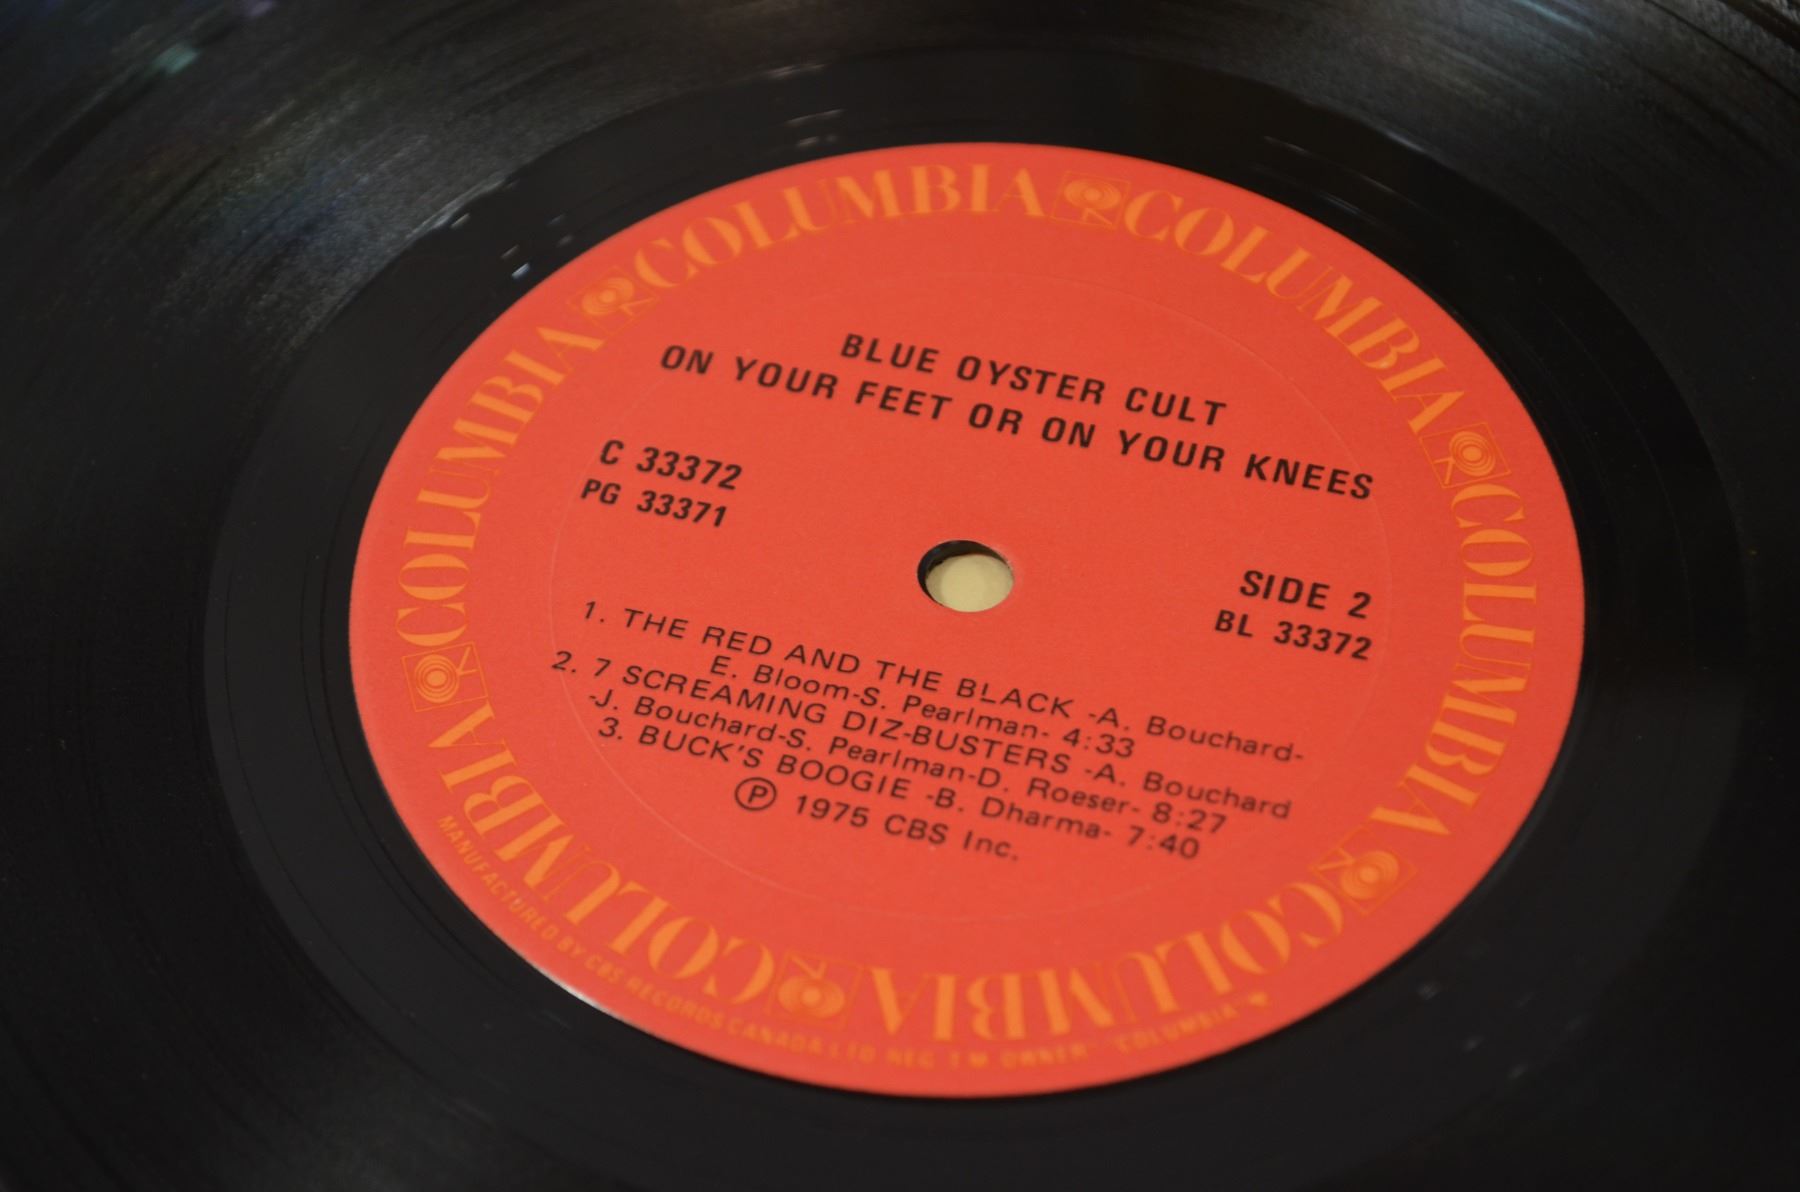 COLUMBIA COLUMBIA COLUMBIA COLUMBIA COLUMBIA COLUMBIA
BLUE OYSTER CULT
ON YOUR FEET OR ON YOUR KNEES
C 33372
PG 33371
SIDE 2
BL 33372
1. THE RED AND THE BLACK -A. Bouchard-
E. Bloom-S. Pearlman- 4:33
2. 7 SCREAMING DIZ-BUSTERS -A. Bouchard
-J. Bouchard-S. Pearlman-D. Roeser- 8:27
3. BUCK'S BOOGIE -B. Dharma- 7:40
Ⓟ 1975 CBS Inc.
MANUFACTURED BY CBS RECORDS CANADA LTD REG. T.M. OWNER "COLUMBIA"